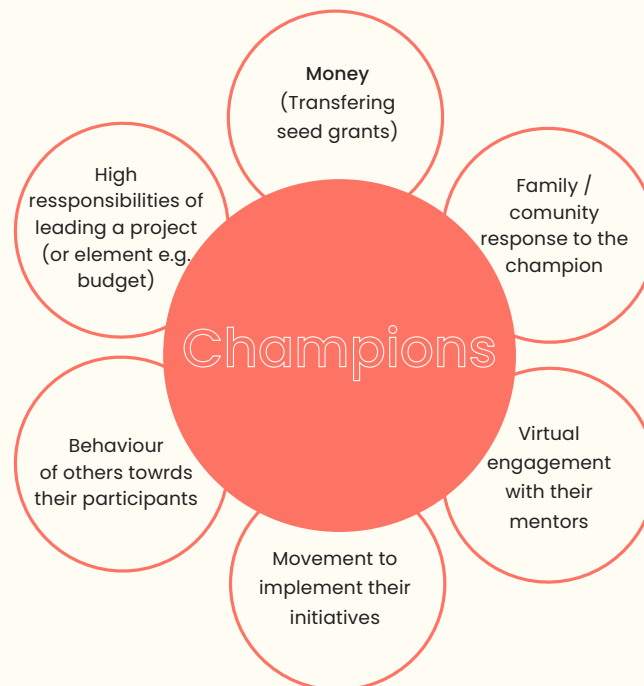 Money
(Transfering
seed grants)
High
ressponsibilities of
leading a project
(or element e.g.
budget)
Family /
comunity
response to the
champion
Champions
Behaviour
of others towrds
their participants
Virtual
engagement
with their
mentors
Movement to
implement their
initiatives